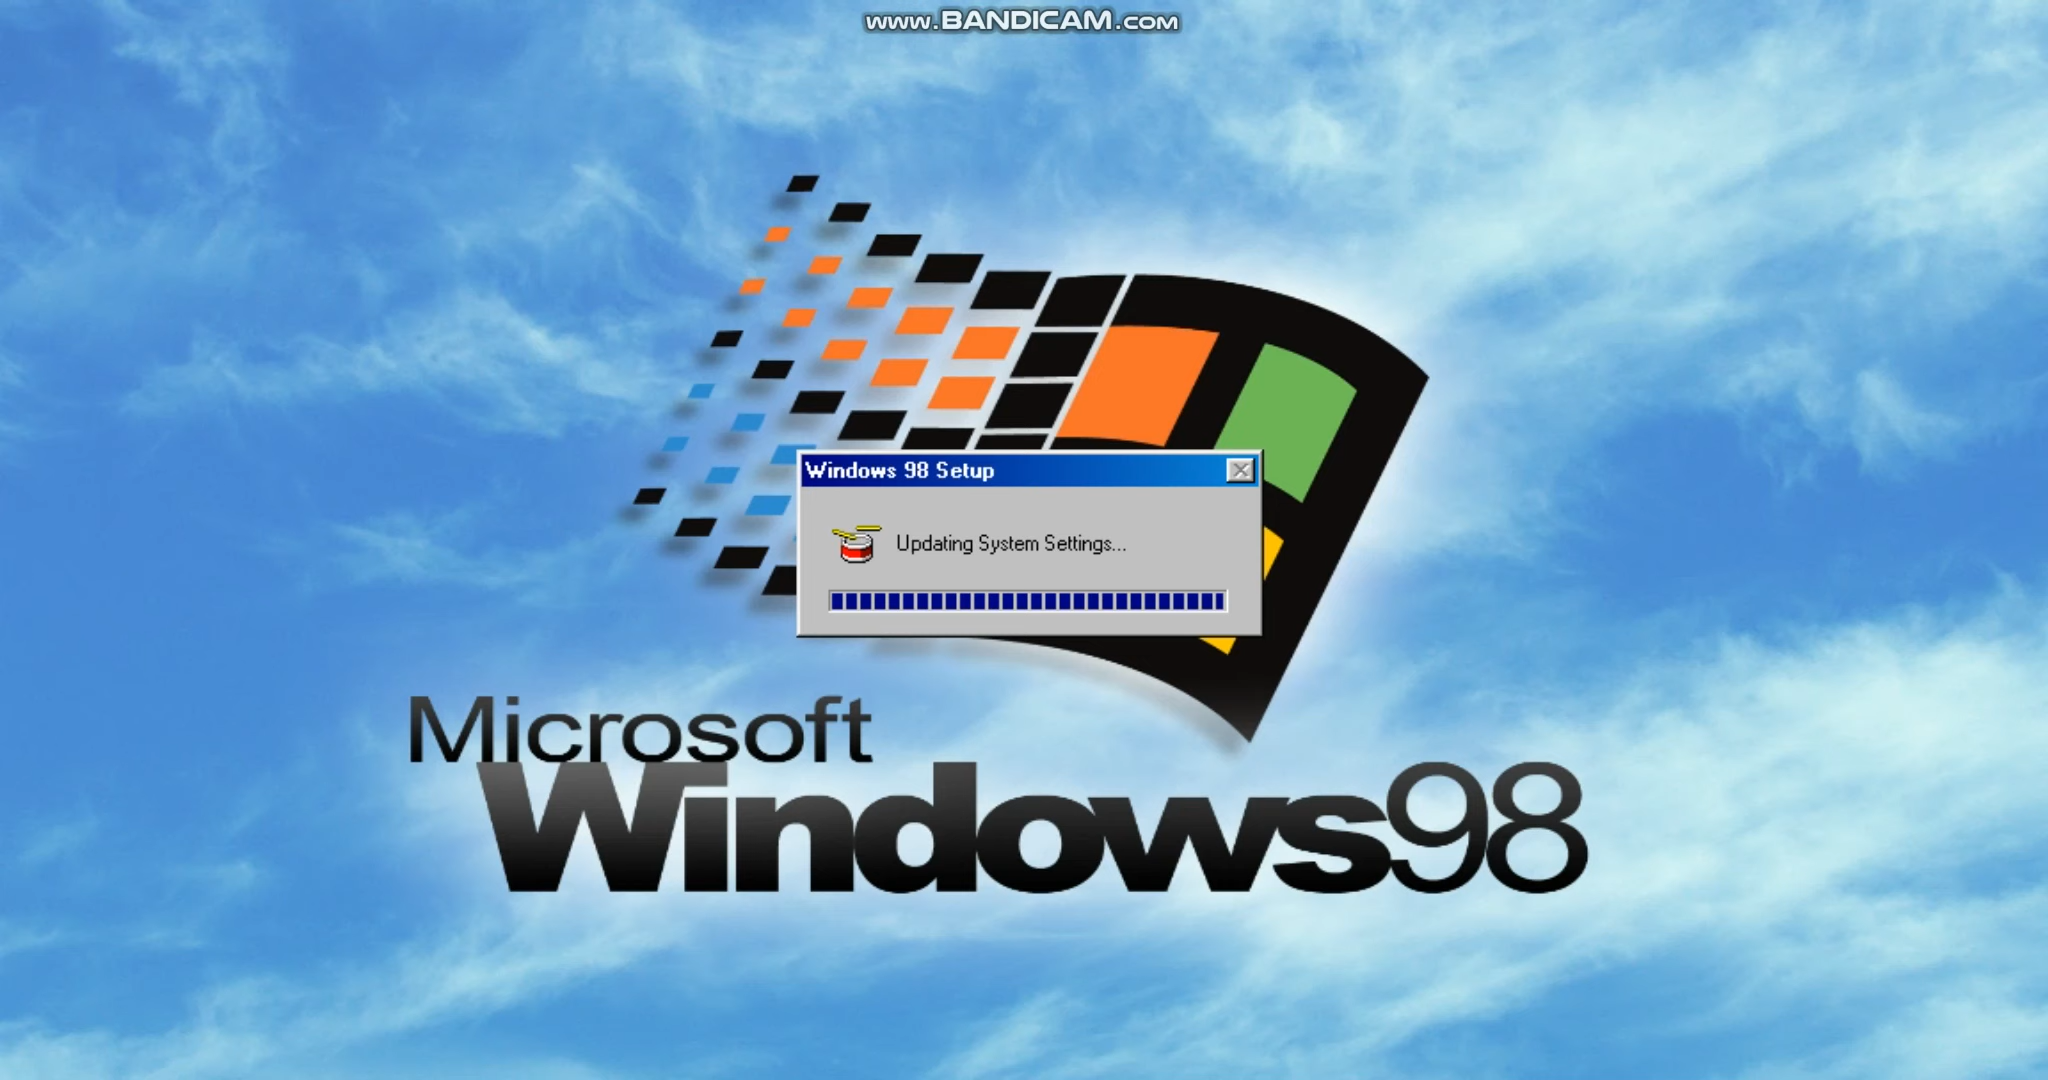 www.BANDICAM.com
Windows 98 Setup
Updating System Settings...
Microsoft
Windows98